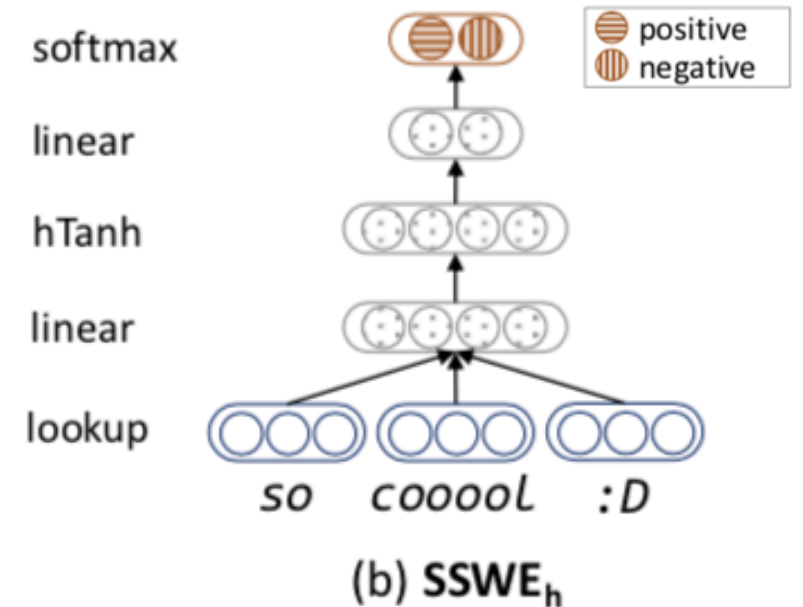 softmax
positive
negative
linear
hTanh
linear
lookup
so cooool :D
(b) SSWEh